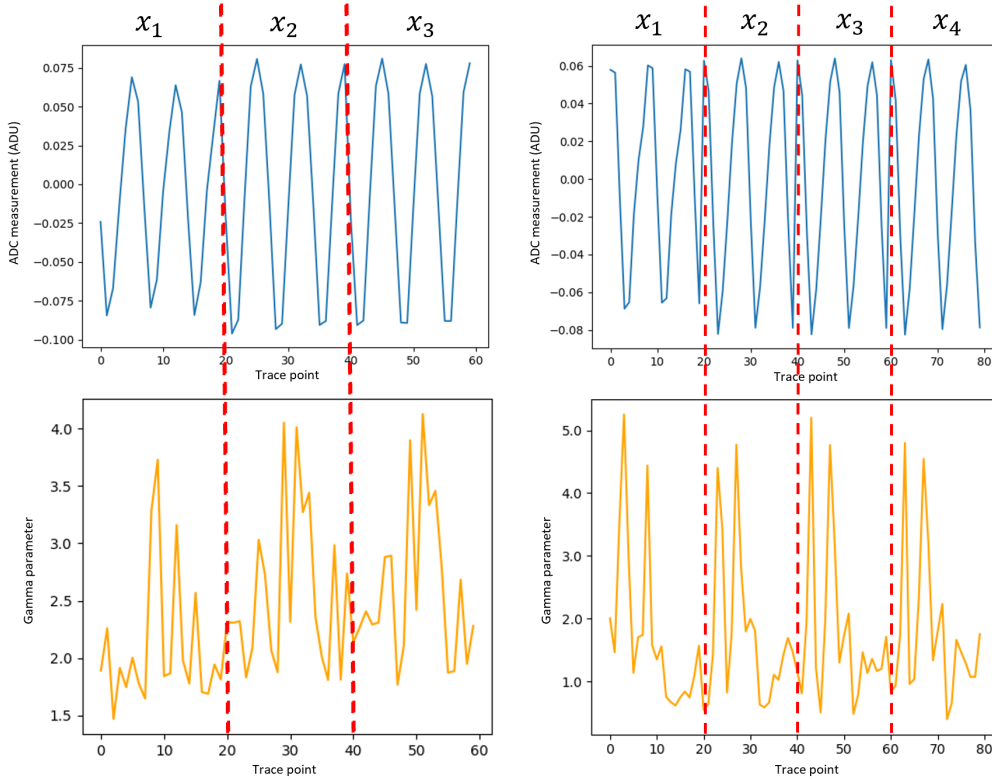 x₁ x₂ x₃
ADC measurement (ADU)
0.075
0.050
0.025
0.000
−0.025
−0.050
−0.075
−0.100
0 10 20 30 40 50 60
Trace point
x₁ x₂ x₃ x₄
ADC measurement (ADU)
0.06
0.04
0.02
0.00
−0.02
−0.04
−0.06
−0.08
0 10 20 30 40 50 60 70 80
Trace point
Gamma parameter
4.0
3.5
3.0
2.5
2.0
1.5
0 10 20 30 40 50 60
Trace point
Gamma parameter
5.0
4.0
3.0
2.0
1.0
0 10 20 30 40 50 60 70 80
Trace point